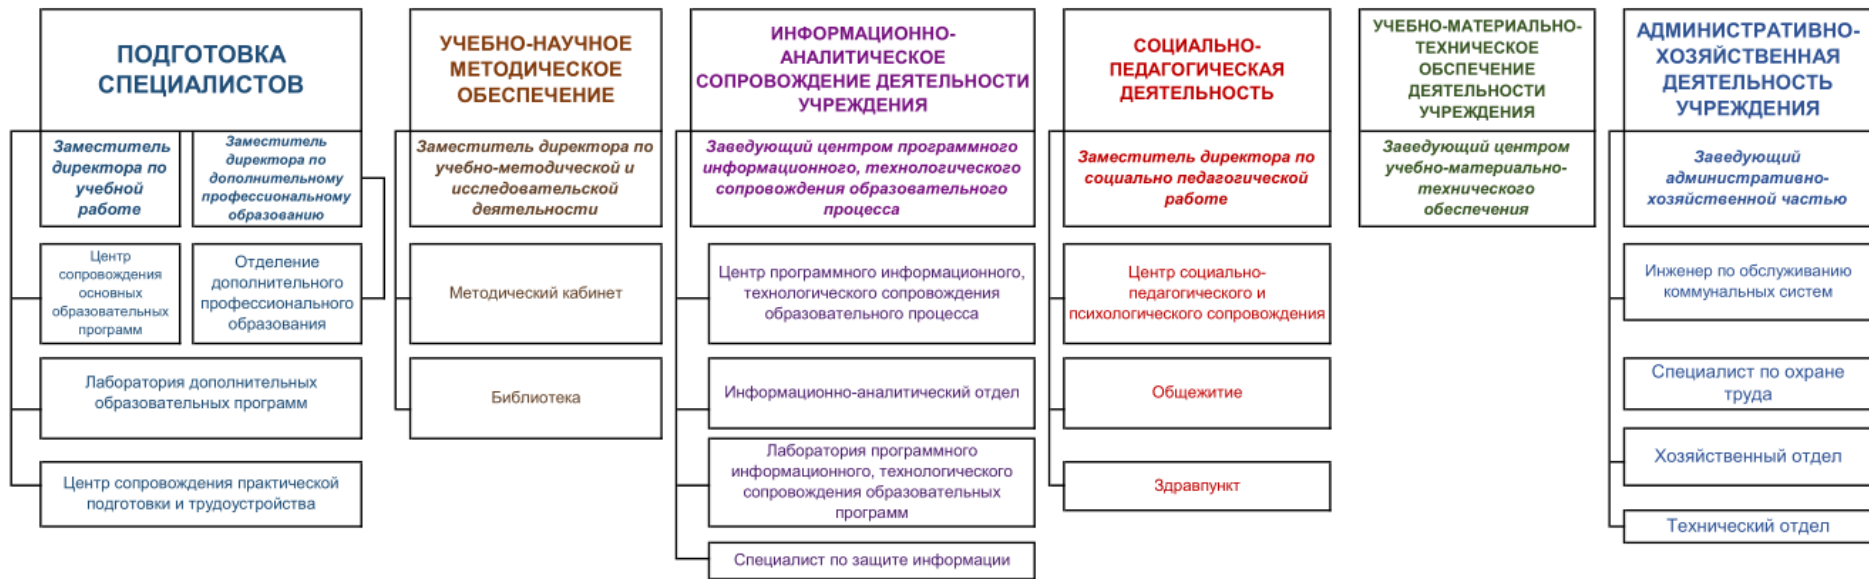 ПОДГОТОВКА
СПЕЦИАЛИСТОВ
Заместитель
директора по
учебной
работе
Заместитель
директора по
дополнительному
профессиональному
образованию
Центр
сопровождения
основных
образовательных
программ
Отделение
дополнительного
профессионального
образования
Лаборатория дополнительных
образовательных программ
Центр сопровождения практической
подготовки и трудоустройства
УЧЕБНО-НАУЧНОЕ
МЕТОДИЧЕСКОЕ
ОБЕСПЕЧЕНИЕ
Заместитель директора по
учебно-методической и
исследовательской
деятельности
Методический кабинет
Библиотека
ИНФОРМАЦИОННО-
АНАЛИТИЧЕСКОЕ
СОПРОВОЖДЕНИЕ ДЕЯТЕЛЬНОСТИ
УЧРЕЖДЕНИЯ
Заведующий центром программного
информационного, технологического
сопровождения образовательного
процесса
Центр программного информационного,
технологического сопровождения
образовательного процесса
Информационно-аналитический отдел
Лаборатория программного
информационного, технологического
сопровождения образовательных
программ
Специалист по защите информации
СОЦИАЛЬНО-
ПЕДАГОГИЧЕСКАЯ
ДЕЯТЕЛЬНОСТЬ
Заместитель директора по
социально педагогической
работе
Центр социально-
педагогического и
психологического сопровождения
Общежитие
Здравпункт
УЧЕБНО-МАТЕРИАЛЬНО-
ТЕХНИЧЕСКОЕ
ОБСПЕЧЕНИЕ
ДЕЯТЕЛЬНОСТИ
УЧРЕЖДЕНИЯ
Заведующий центром
учебно-материально-
технического
обеспечения
АДМИНИСТРАТИВНО-
ХОЗЯЙСТВЕННАЯ
ДЕЯТЕЛЬНОСТЬ
УЧРЕЖДЕНИЯ
Заведующий
административно-
хозяйственной частью
Инженер по обслуживанию
коммунальных систем
Специалист по охране
труда
Хозяйственный отдел
Технический отдел